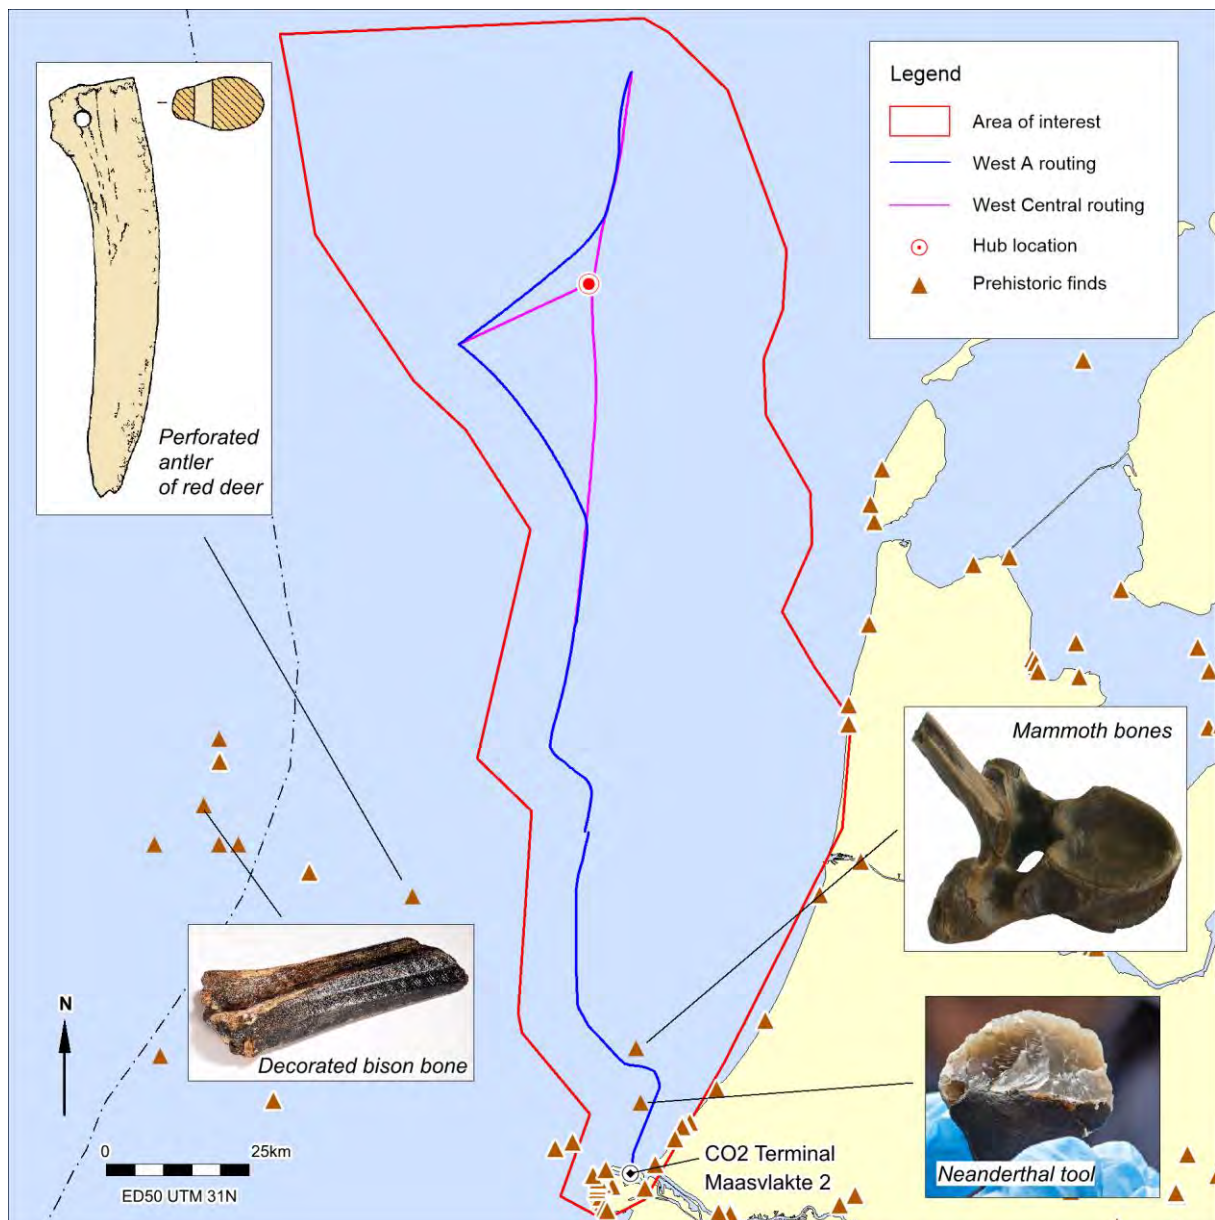 Legend
Area of interest
West A routing
West Central routing
Hub location
Prehistoric finds
Perforated
antler
of red deer
Mammoth bones
Decorated bison bone
Neanderthal tool
CO2 Terminal
Maasvlakte 2
N
0 25km
ED50 UTM 31N